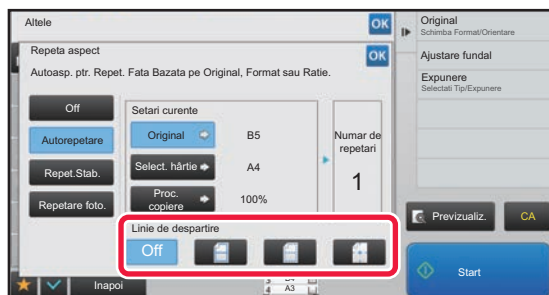 Altele
OK
Repeta aspect
OK
Autoasp. ptr. Repet. Fata Bazata pe Original, Format sau Ratie.
Off
Autorepetare
Repet.Stab.
Repetare foto.
Setari curente
Original
B5
Select. hârtie
A4
Proc. copiere
100%
Numar de repetari
1
Linie de despartire
Off
Inapoi
4 A3
Original
Schimba Format/Orientare
Ajustare fundal
Expunere
Selectati Tip/Expunere
Previzualiz.
CA
Start